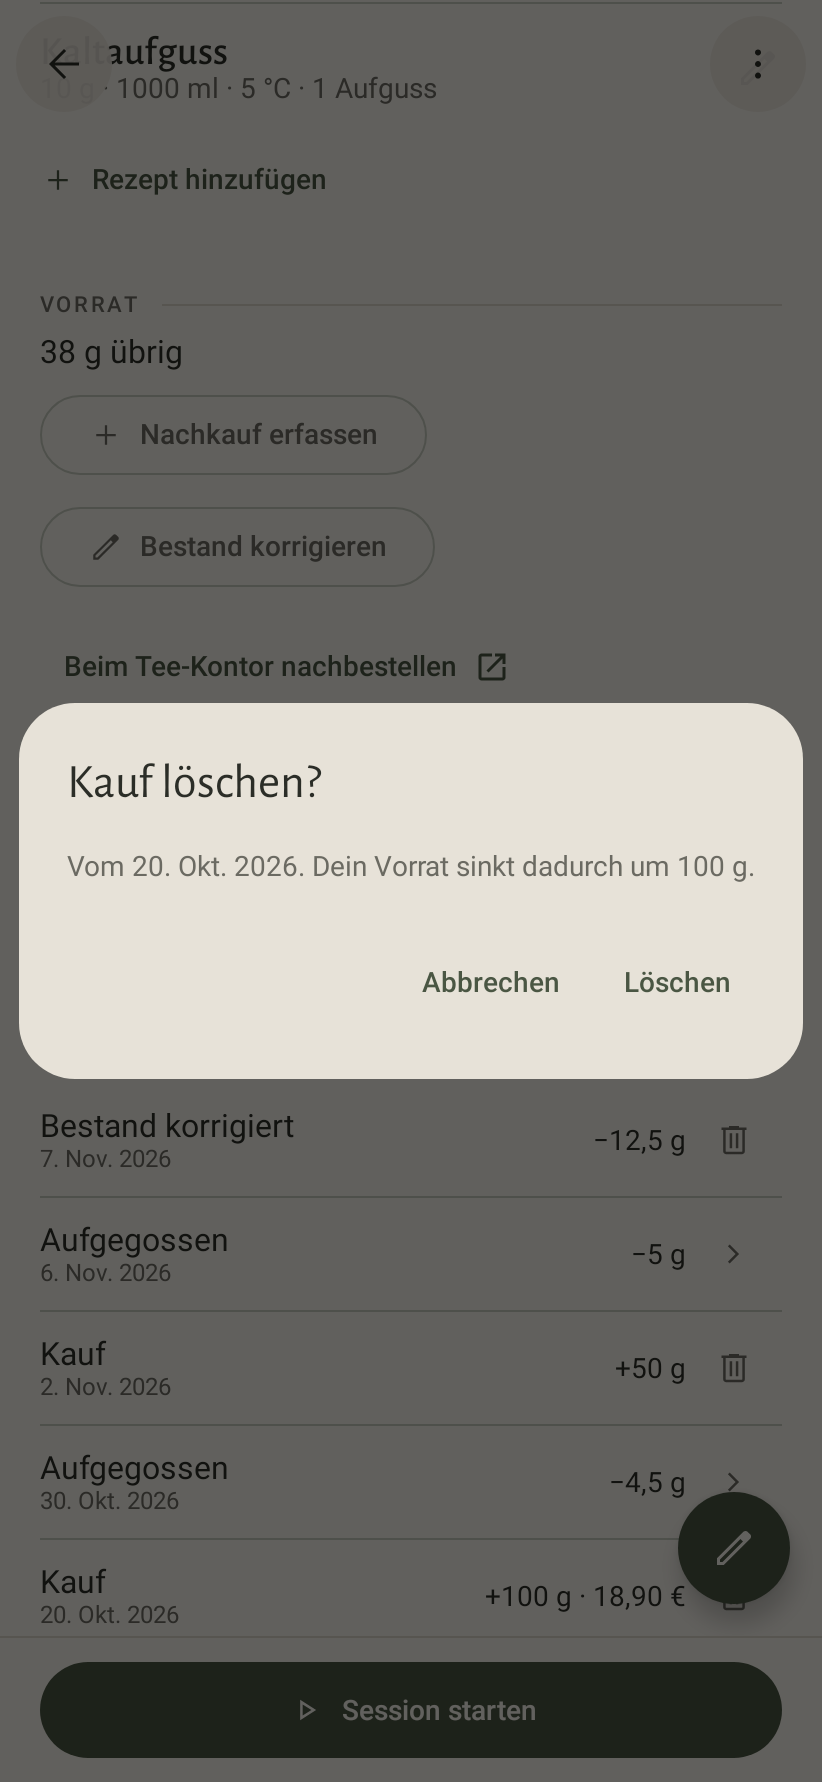 Kaltaufguss
10 g · 1000 ml · 5 °C · 1 Aufguss
Rezept hinzufügen
VORRAT
38 g übrig
Nachkauf erfassen
Bestand korrigieren
Beim Tee-Kontor nachbestellen
Kauf löschen?
Vom 20. Okt. 2026. Dein Vorrat sinkt dadurch um 100 g.
Abbrechen
Löschen
Bestand korrigiert
−12,5 g
7. Nov. 2026
Aufgegossen
−5 g
6. Nov. 2026
Kauf
+50 g
2. Nov. 2026
Aufgegossen
−4,5 g
30. Okt. 2026
Kauf
+100 g · 18,90 €
20. Okt. 2026
Session starten